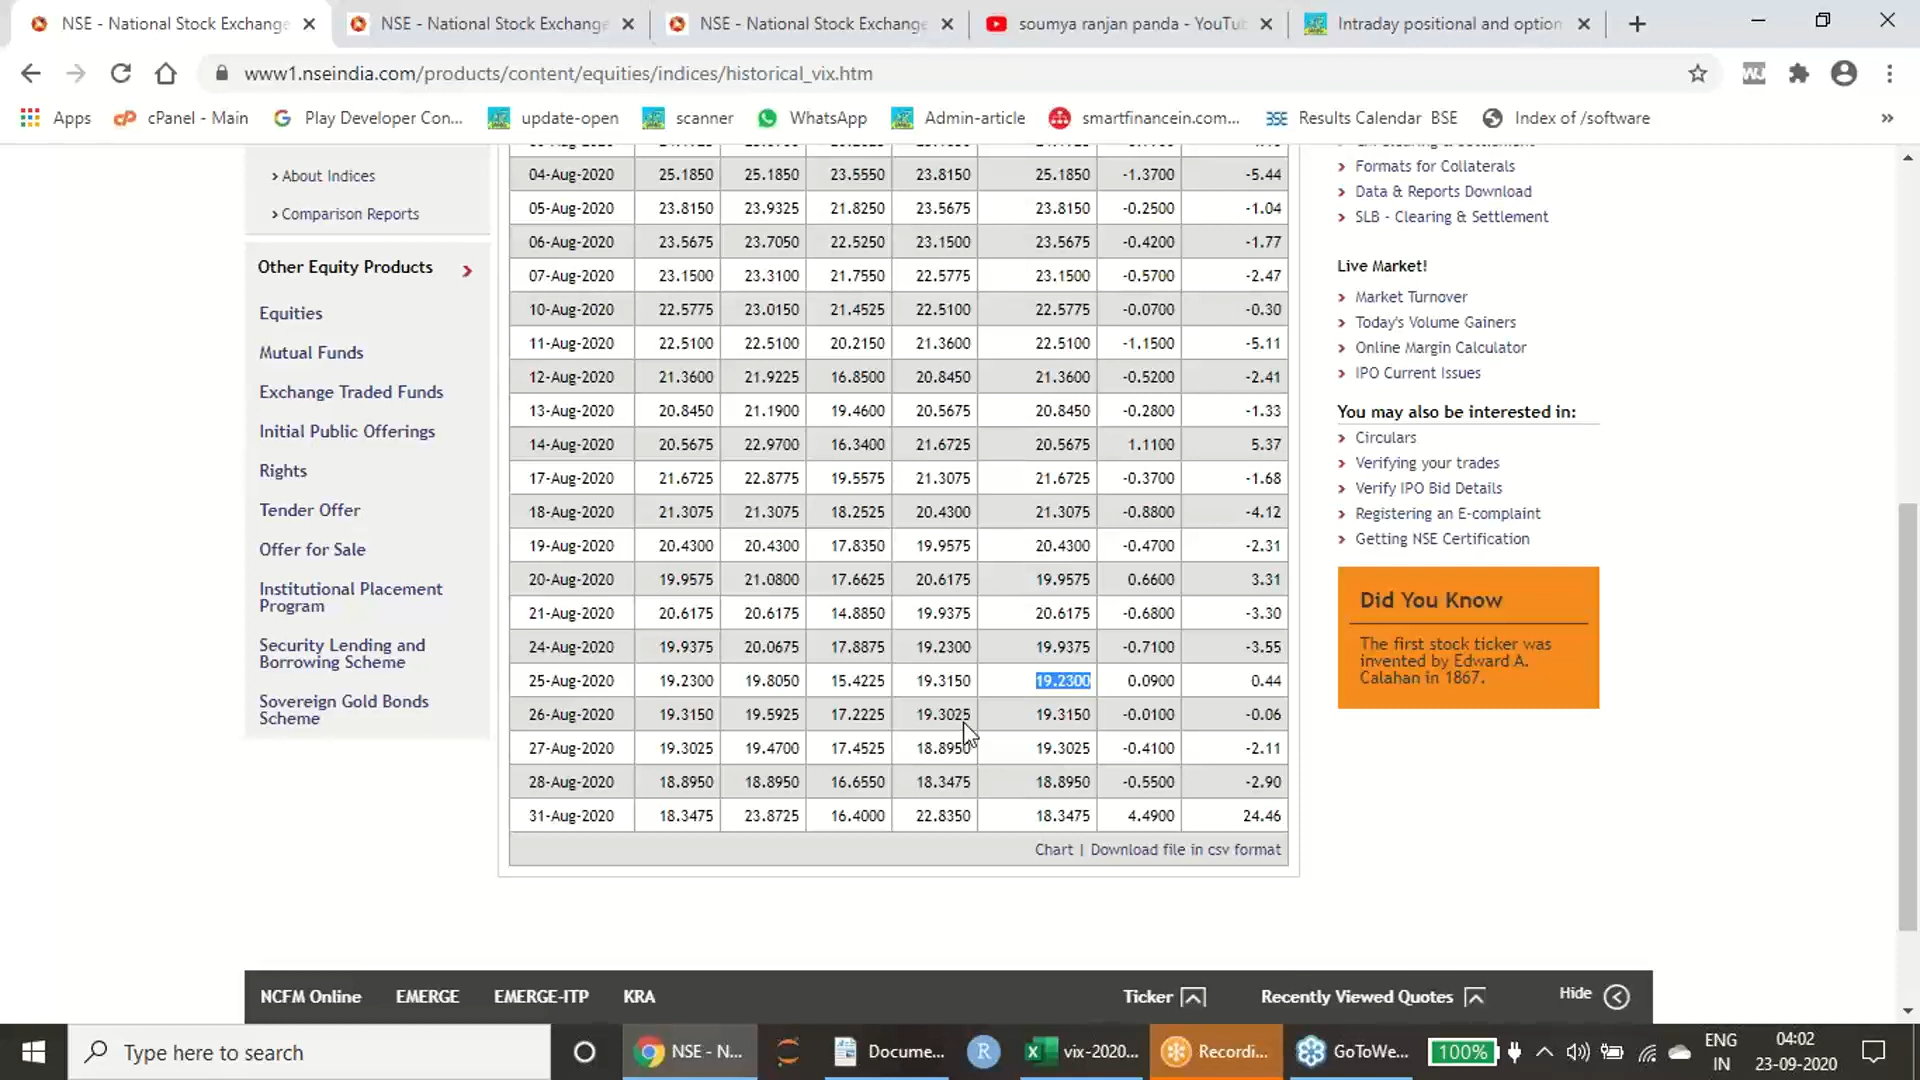 NSE - National Stock Exchange
NSE - National Stock Exchange
NSE - National Stock Exchange
soumya ranjan panda - YouTu
Intraday positional and option
www1.nseindia.com/products/content/equities/indices/historical_vix.htm
Apps
cPanel - Main
Play Developer Con...
update-open
scanner
WhatsApp
Admin-article
smartfinancein.com...
Results Calendar BSE
Index of /software
»
› About Indices
› Comparison Reports
Other Equity Products
Equities
Mutual Funds
Exchange Traded Funds
Initial Public Offerings
Rights
Tender Offer
Offer for Sale
Institutional Placement
Program
Security Lending and
Borrowing Scheme
Sovereign Gold Bonds
Scheme
04-Aug-2020 25.1850 25.1850 23.5550 23.8150 25.1850 -1.3700 -5.44
05-Aug-2020 23.8150 23.9325 21.8250 23.5675 23.8150 -0.2500 -1.04
06-Aug-2020 23.5675 23.7050 22.5250 23.1500 23.5675 -0.4200 -1.77
07-Aug-2020 23.1500 23.3100 21.7550 22.5775 23.1500 -0.5700 -2.47
10-Aug-2020 22.5775 23.0150 21.4525 22.5100 22.5775 -0.0700 -0.30
11-Aug-2020 22.5100 22.5100 20.2150 21.3600 22.5100 -1.1500 -5.11
12-Aug-2020 21.3600 21.9225 16.8500 20.8450 21.3600 -0.5200 -2.41
13-Aug-2020 20.8450 21.1900 19.4600 20.5675 20.8450 -0.2800 -1.33
14-Aug-2020 20.5675 22.9700 16.3400 21.6725 20.5675 1.1100 5.37
17-Aug-2020 21.6725 22.8775 19.5575 21.3075 21.6725 -0.3700 -1.68
18-Aug-2020 21.3075 21.3075 18.2525 20.4300 21.3075 -0.8800 -4.12
19-Aug-2020 20.4300 20.4300 17.8350 19.9575 20.4300 -0.4700 -2.31
20-Aug-2020 19.9575 21.0800 17.6625 20.6175 19.9575 0.6600 3.31
21-Aug-2020 20.6175 20.6175 14.8850 19.9375 20.6175 -0.6800 -3.30
24-Aug-2020 19.9375 20.0675 17.8875 19.2300 19.9375 -0.7100 -3.55
25-Aug-2020 19.2300 19.8050 15.4225 19.3150 19.2300 0.0900 0.44
26-Aug-2020 19.3150 19.5925 17.2225 19.3025 19.3150 -0.0100 -0.06
27-Aug-2020 19.3025 19.4700 17.4525 18.8950 19.3025 -0.4100 -2.11
28-Aug-2020 18.8950 18.8950 16.6550 18.3475 18.8950 -0.5500 -2.90
31-Aug-2020 18.3475 23.8725 16.4000 22.8350 18.3475 4.4900 24.46
Chart | Download file in csv format
Formats for Collaterals
Data & Reports Download
SLB - Clearing & Settlement
Live Market!
Market Turnover
Today's Volume Gainers
Online Margin Calculator
IPO Current Issues
You may also be interested in:
Circulars
Verifying your trades
Verify IPO Bid Details
Registering an E-complaint
Getting NSE Certification
Did You Know
The first stock ticker was
invented by Edward A.
Calahan in 1867.
NCFM Online EMERGE EMERGE-ITP KRA
Ticker
Recently Viewed Quotes
Hide
Type here to search
NSE - N...
Docume...
R
vix-2020...
Recordi...
GoToWe...
100%
ENG
IN
04:02
23-09-2020